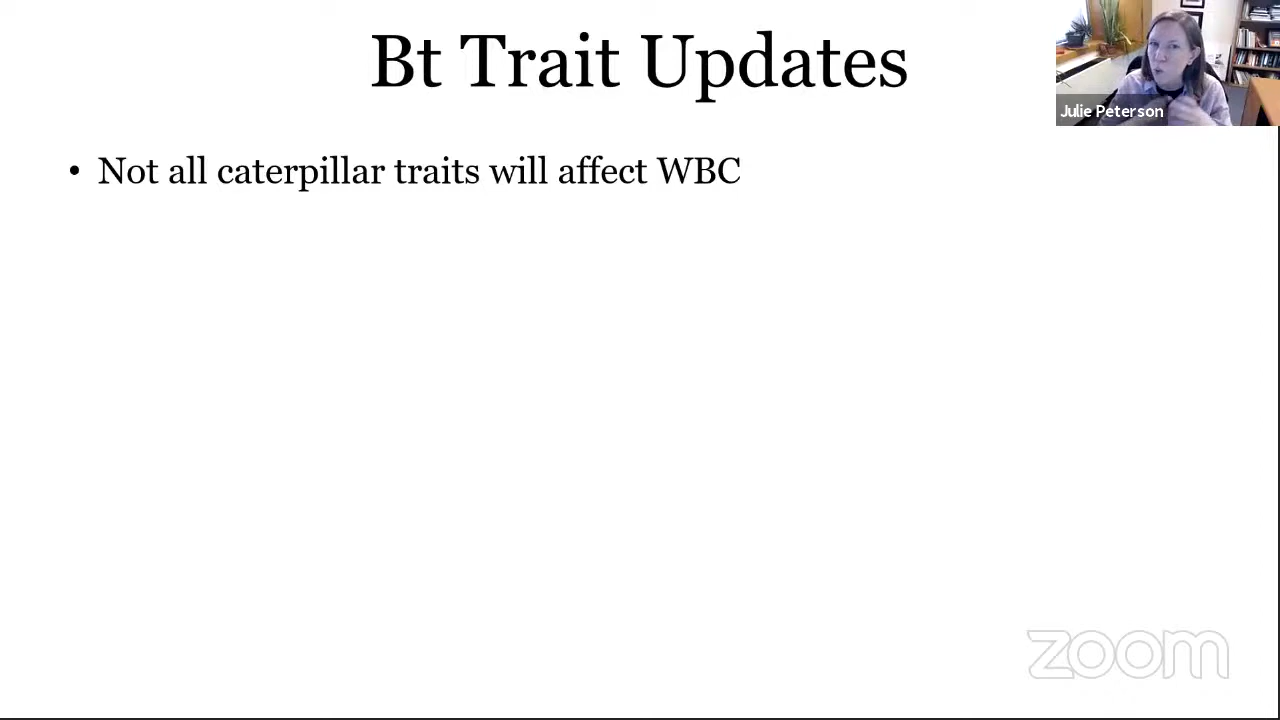 Bt Trait Updates
Julie Peterson
• Not all caterpillar traits will affect WBC
zoom